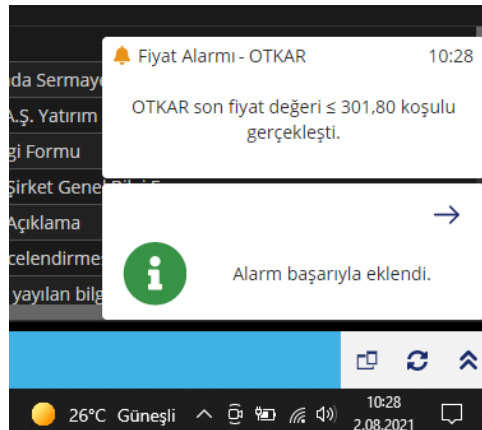 Fiyat Alarmı - OTKAR 10:28
OTKAR son fiyat değeri ≤ 301,80 koşulu
gerçekleşti.
da Sermaye
A.Ş. Yatırım
gi Formu
Şirket Genel Bilgi F
Açıklama
celendirme
yayılan bilg
Alarm başarıyla eklendi.
26°C Güneşli
10:28
2.08.2021